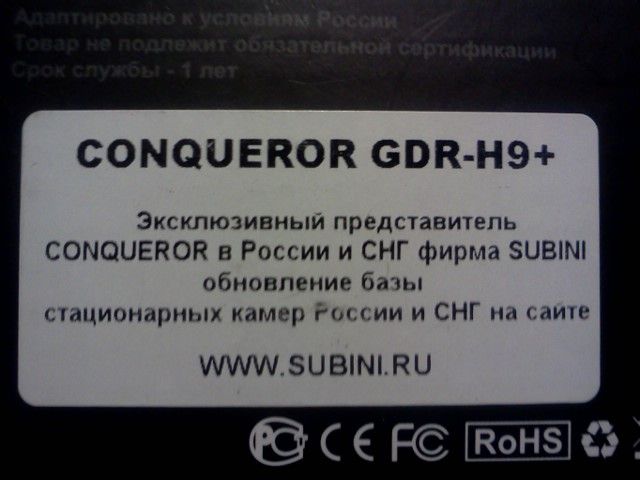 Адаптировано к условиям России
Товар не подлежит обязательной сертификации
Срок службы - 1 лет
CONQUEROR GDR-H9+
Эксклюзивный представитель
CONQUEROR в России и СНГ фирма SUBINI
обновление базы
стационарных камер России и СНГ на сайте
WWW.SUBINI.RU
РСТ CE FC RoHS